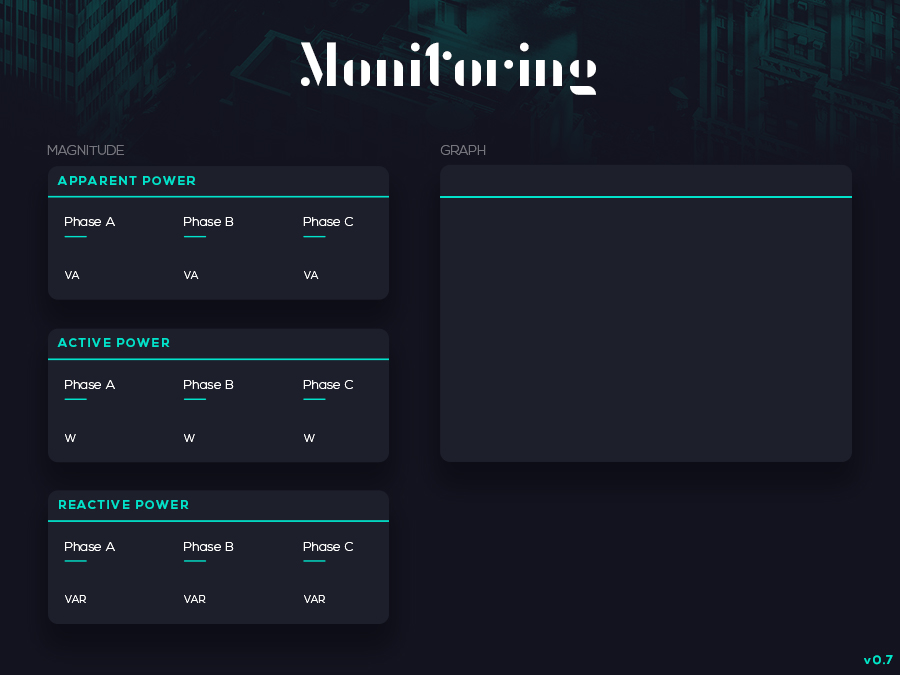 Monitoring
MAGNITUDE
APPARENT POWER
Phase A Phase B Phase C
VA VA VA
ACTIVE POWER
Phase A Phase B Phase C
W W W
REACTIVE POWER
Phase A Phase B Phase C
VAR VAR VAR
GRAPH
v0.7